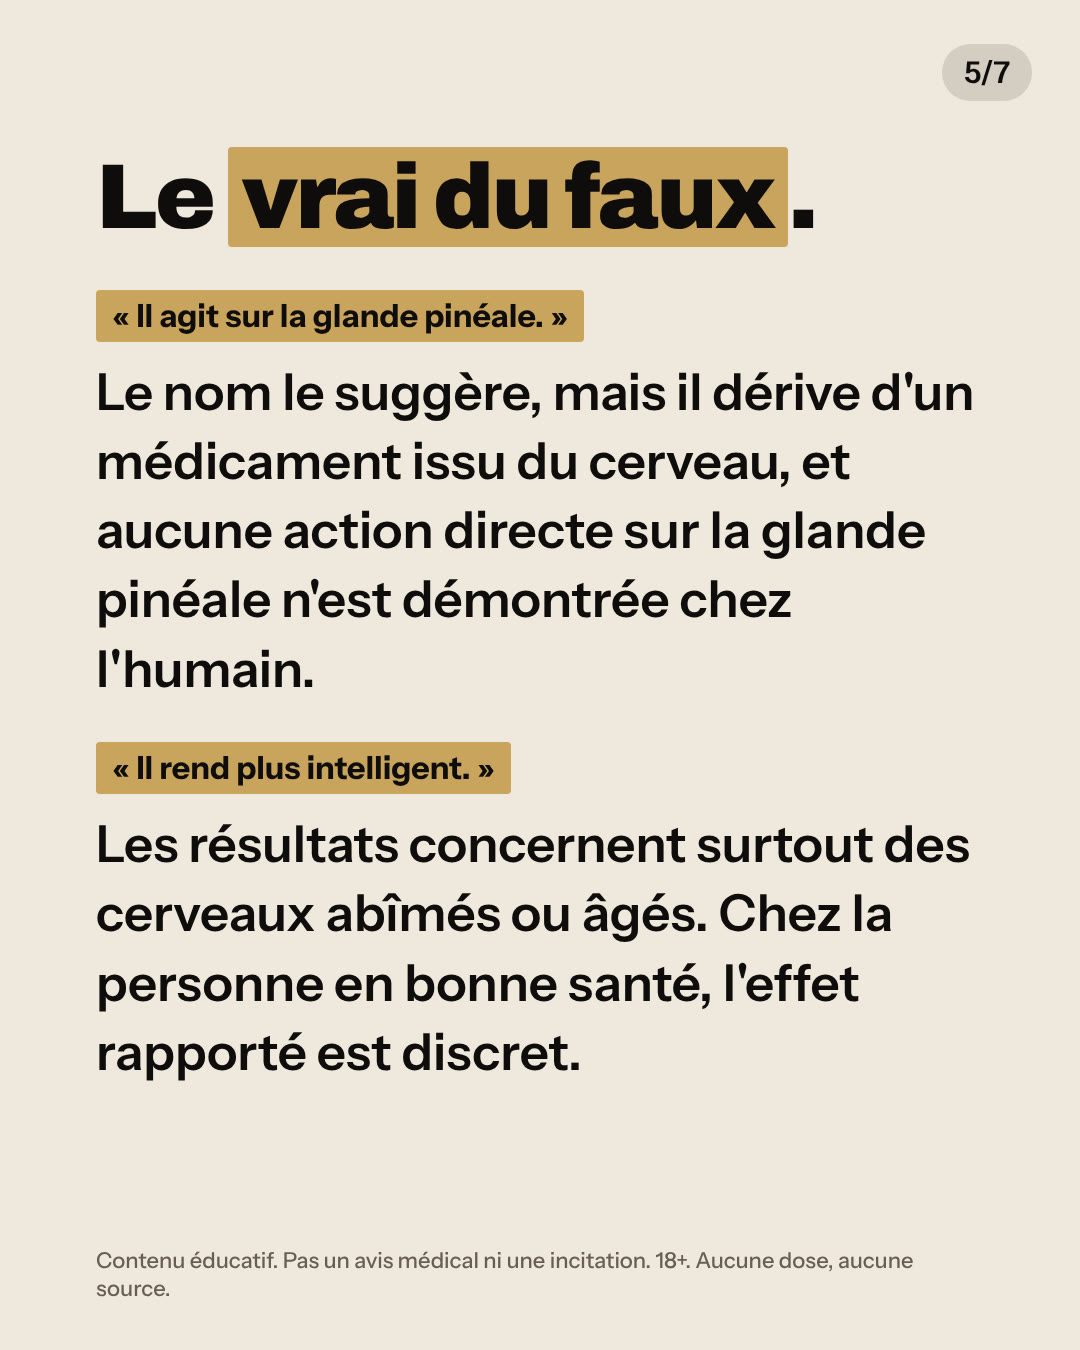 5/7
Le vrai du faux.
« Il agit sur la glande pinéale. »
Le nom le suggère, mais il dérive d'un
médicament issu du cerveau, et
aucune action directe sur la glande
pinéale n'est démontrée chez
l'humain.
« Il rend plus intelligent. »
Les résultats concernent surtout des
cerveaux abîmés ou âgés. Chez la
personne en bonne santé, l'effet
rapporté est discret.
Contenu éducatif. Pas un avis médical ni une incitation. 18+. Aucune dose, aucune
source.